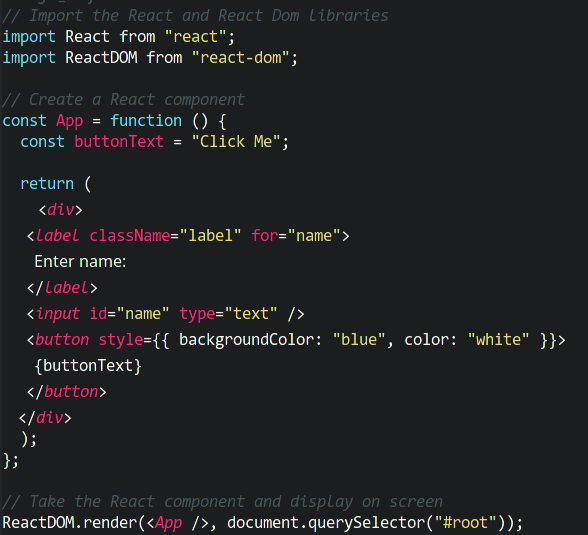 // Import the React and React Dom Libraries
import React from "react";
import ReactDOM from "react-dom";
// Create a React component
const App = function () {
const buttonText = "Click Me";
return (
<div>
<label className="label" for="name">
Enter name:
</label>
<input id="name" type="text" />
<button style={{ backgroundColor: "blue", color: "white" }}>
{buttonText}
</button>
</div>
);
};
// Take the React component and display on screen
ReactDOM.render(<App />, document.querySelector("#root"));